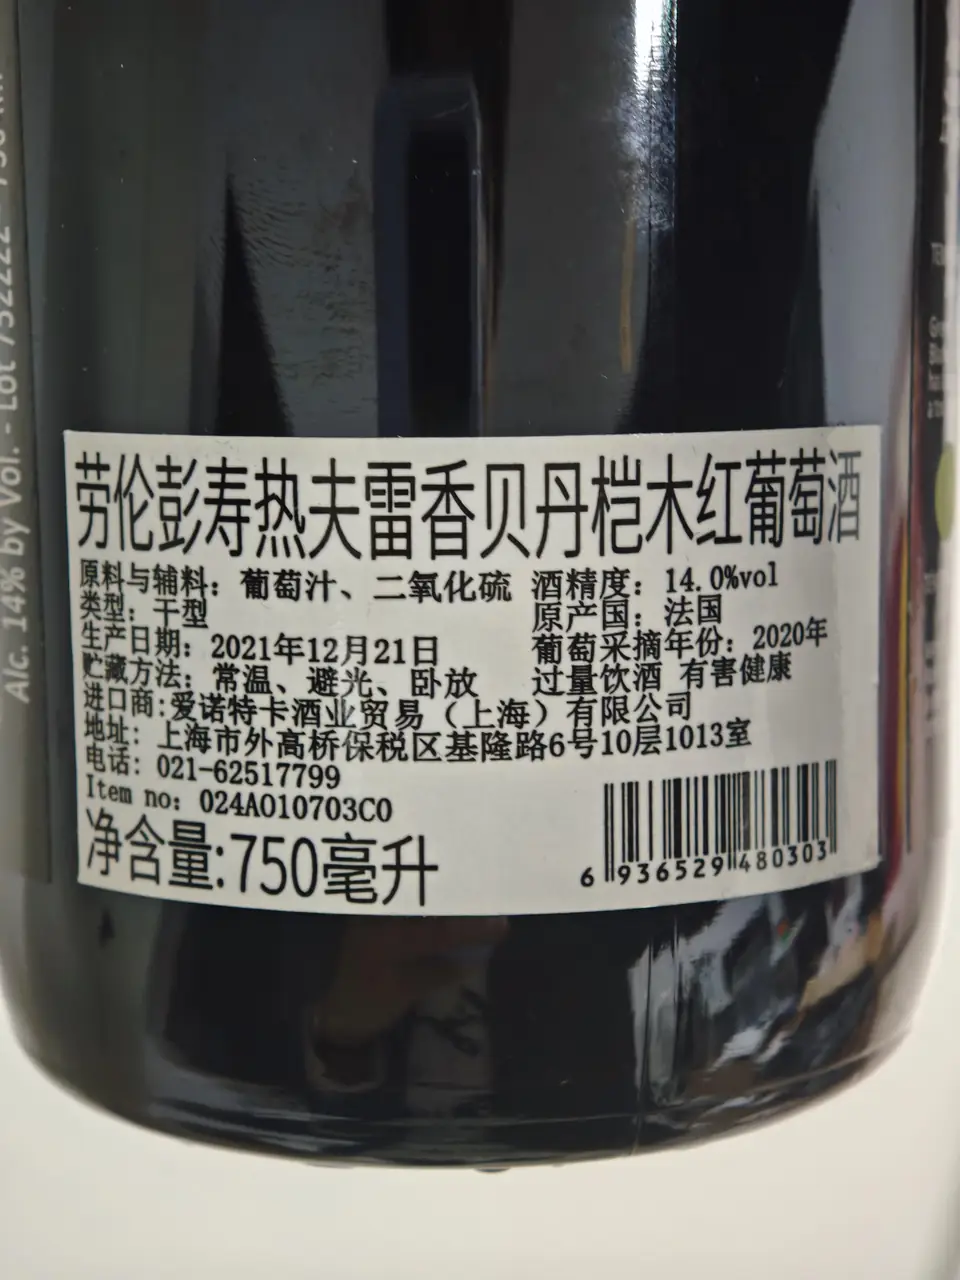 劳伦彭寿热夫雷香贝丹桤木红葡萄酒
原料与辅料：葡萄汁、二氧化硫 酒精度：14.0%vol
类型：干型 原产国：法国
生产日期：2021年12月21日 葡萄采摘年份：2020年
贮藏方法：常温、避光、卧放 过量饮酒 有害健康
进口商:爱诺特卡酒业贸易（上海）有限公司
地址：上海市外高桥保税区基隆路6号10层1013室
电话：021-62517799
Item no：024A010703C0
净含量:750毫升
6 936529 480303
Alc. 14% by Vol. - Lot 732222 - 750 ml